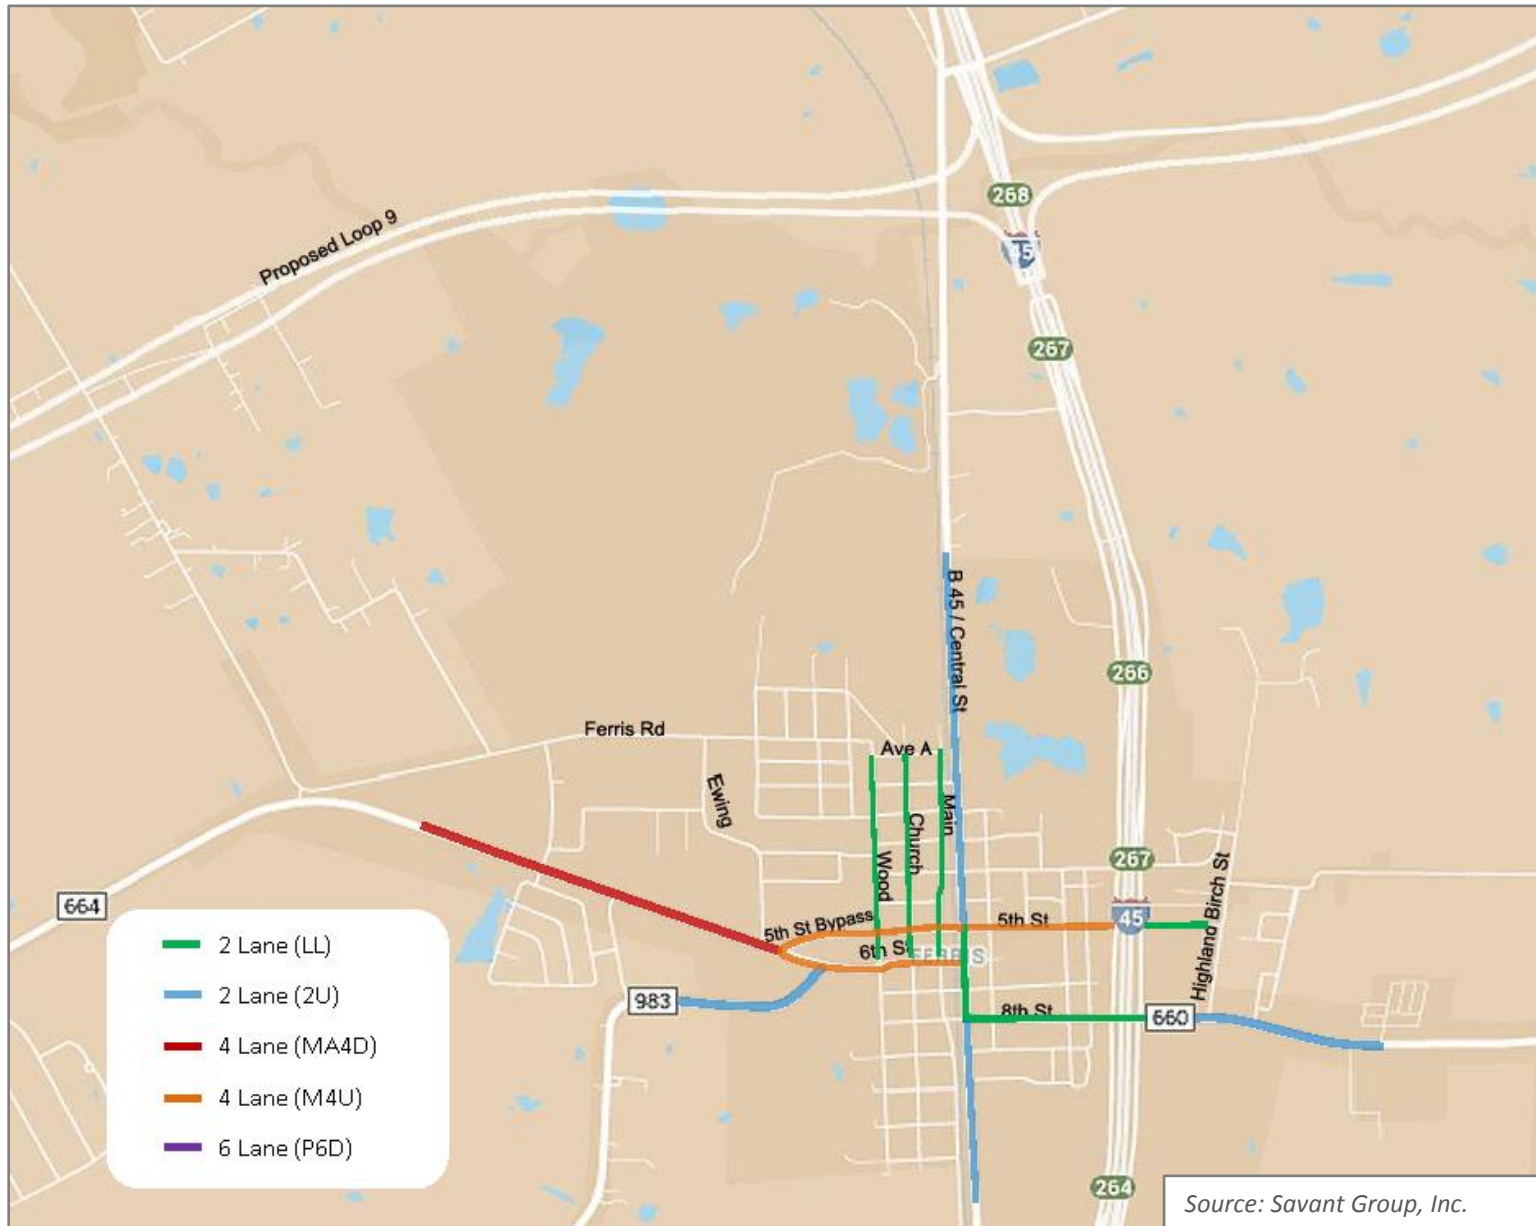 268
Proposed Loop 9
45
267
B 45 / Central St
266
Ferris Rd
Ave A
Ewing
Main
Church
Wood
267
Highland Birch St
664
5th St Bypass
5th St
45
6th St
FERRIS
983
8th St
660
2 Lane (LL)
2 Lane (2U)
4 Lane (MA4D)
4 Lane (M4U)
6 Lane (P6D)
264
Source: Savant Group, Inc.